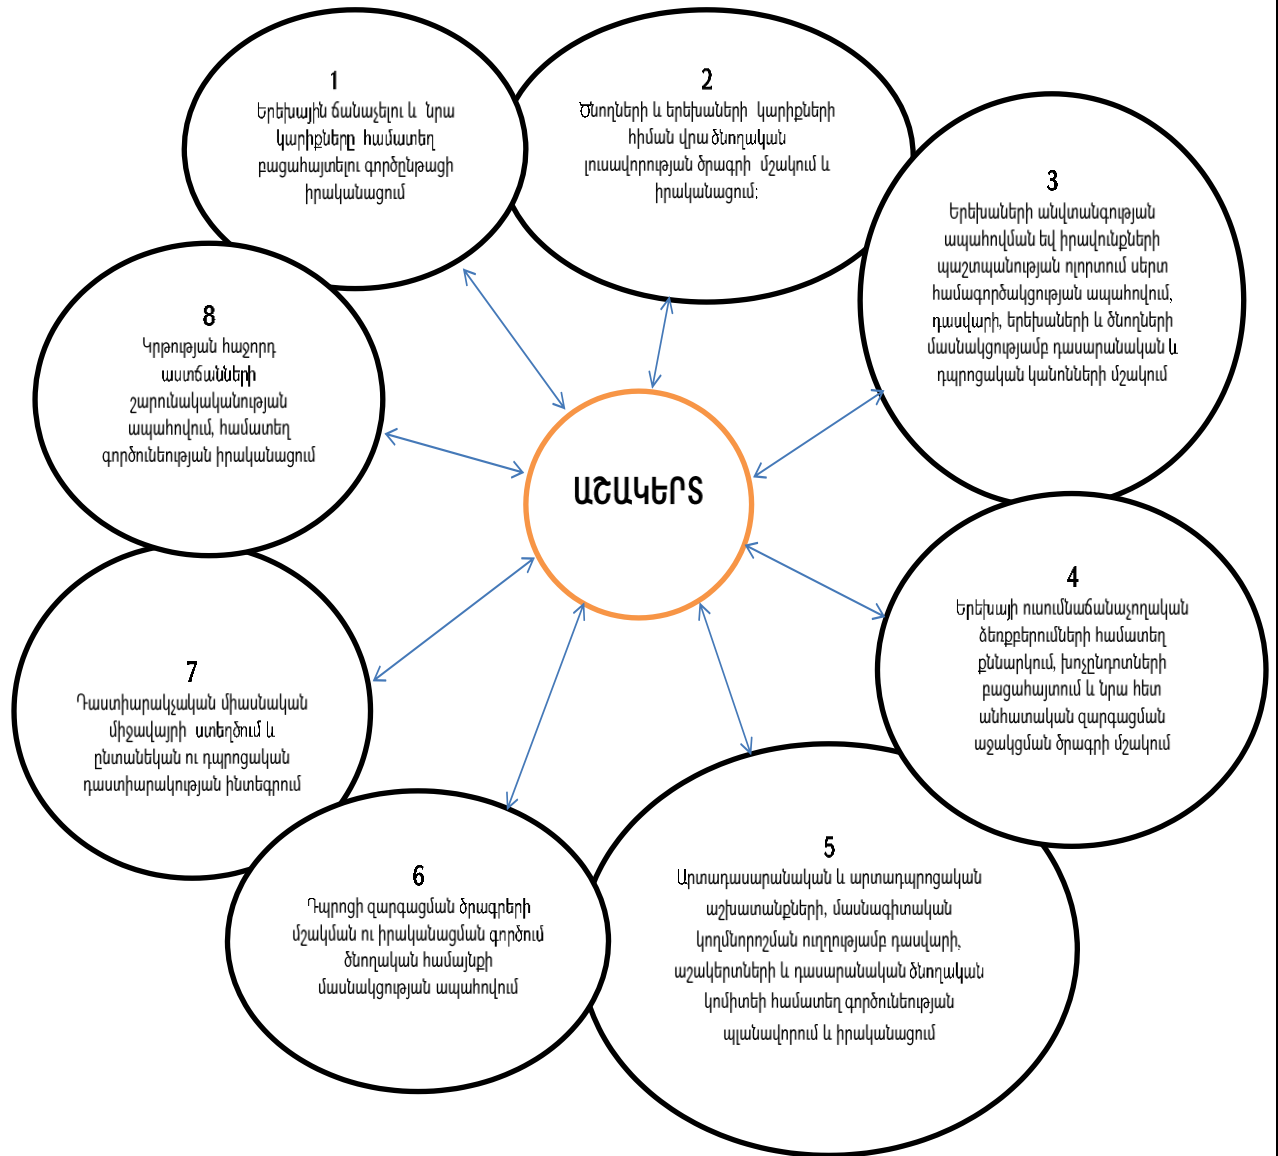 1
Երեխային ճանաչելու և նրա
կարիքները համատեղ
բացահայտելու գործընթացի
իրականացում
2
Ծնողների և երեխաների կարիքների
հիման վրա ծնողական
լուսավորության ծրագրի մշակում և
իրականացում։
3
Երեխաների անվտանգության
ապահովման եվ իրավունքների
պաշտպանության ոլորտում սերտ
համագործակցության ապահովում,
դասվարի, երեխաների և ծնողների
մասնակցությամբ դասարանական և
դպրոցական կանոնների մշակում
4
Երեխայի ուսումնաճանաչողական
ձեռքբերումների համատեղ
քննարկում, խոչընդոտների
բացահայտում և նրա հետ
անհատական զարգացման
աջակցման ծրագրի մշակում
5
Արտադասարանական և արտադպրոցական
աշխատանքների, մասնագիտական
կողմնորոշման ուղղությամբ դասվարի,
աշակերտների և դասարանական ծնողական
կոմիտեի համատեղ գործունեության
պլանավորում և իրականացում
6
Դպրոցի զարգացման ծրագրերի
մշակման ու իրականացման գործում
ծնողական համայնքի
մասնակցության ապահովում
7
Դաստիարակչական միասնական
միջավայրի ստեղծում և
ընտանեկան ու դպրոցական
դաստիարակության ինտեգրում
8
Կրթության հաջորդ
աստճանների
շարունակականության
ապահովում, համատեղ
գործունեության իրականացում
ԱՇԱԿԵՐՏ